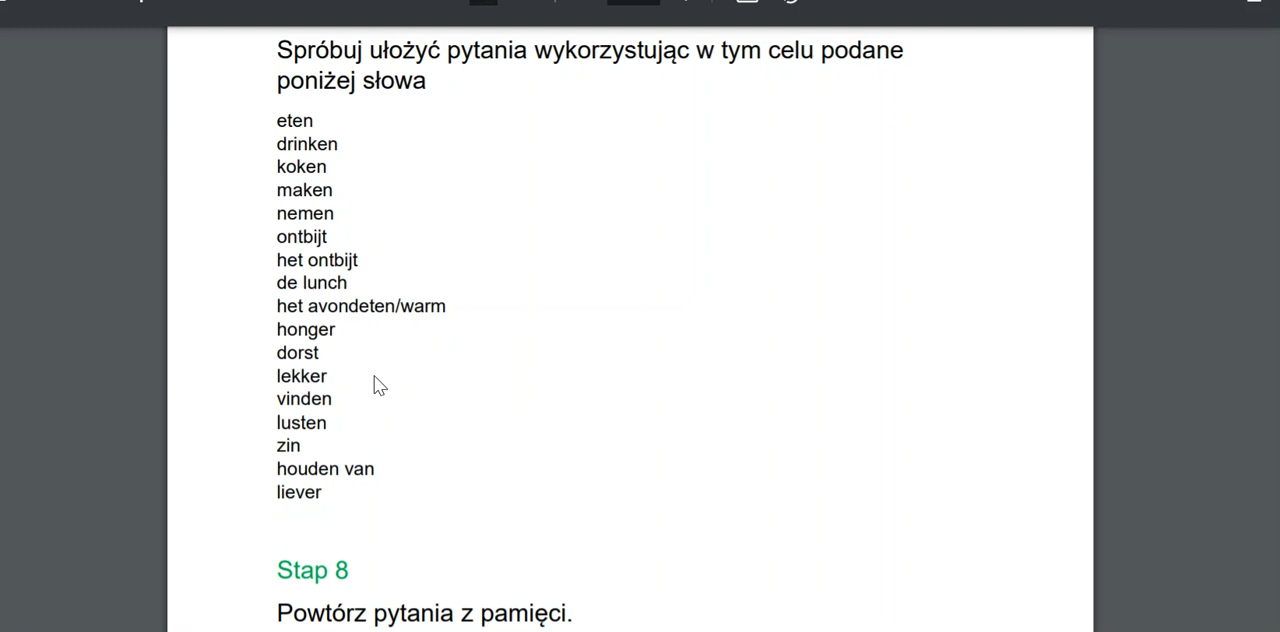 Spróbuj ułożyć pytania wykorzystując w tym celu podane
poniżej słowa
eten
drinken
koken
maken
nemen
ontbijt
het ontbijt
de lunch
het avondeten/warm
honger
dorst
lekker
vinden
lusten
zin
houden van
liever
Stap 8
Powtórz pytania z pamięci.